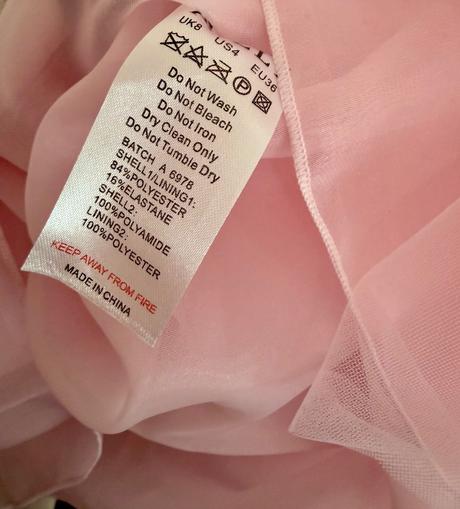 UK8 US4 EU36
P
Do Not Wash
Do Not Bleach
Do Not Iron
Dry Clean Only
Do Not Tumble Dry
BATCH A 6978
SHELL1/LINING1:
84%POLYESTER
16%ELASTANE
SHELL2:
100%POLYAMIDE
LINING2:
100%POLYESTER
KEEP AWAY FROM FIRE
MADE IN CHINA